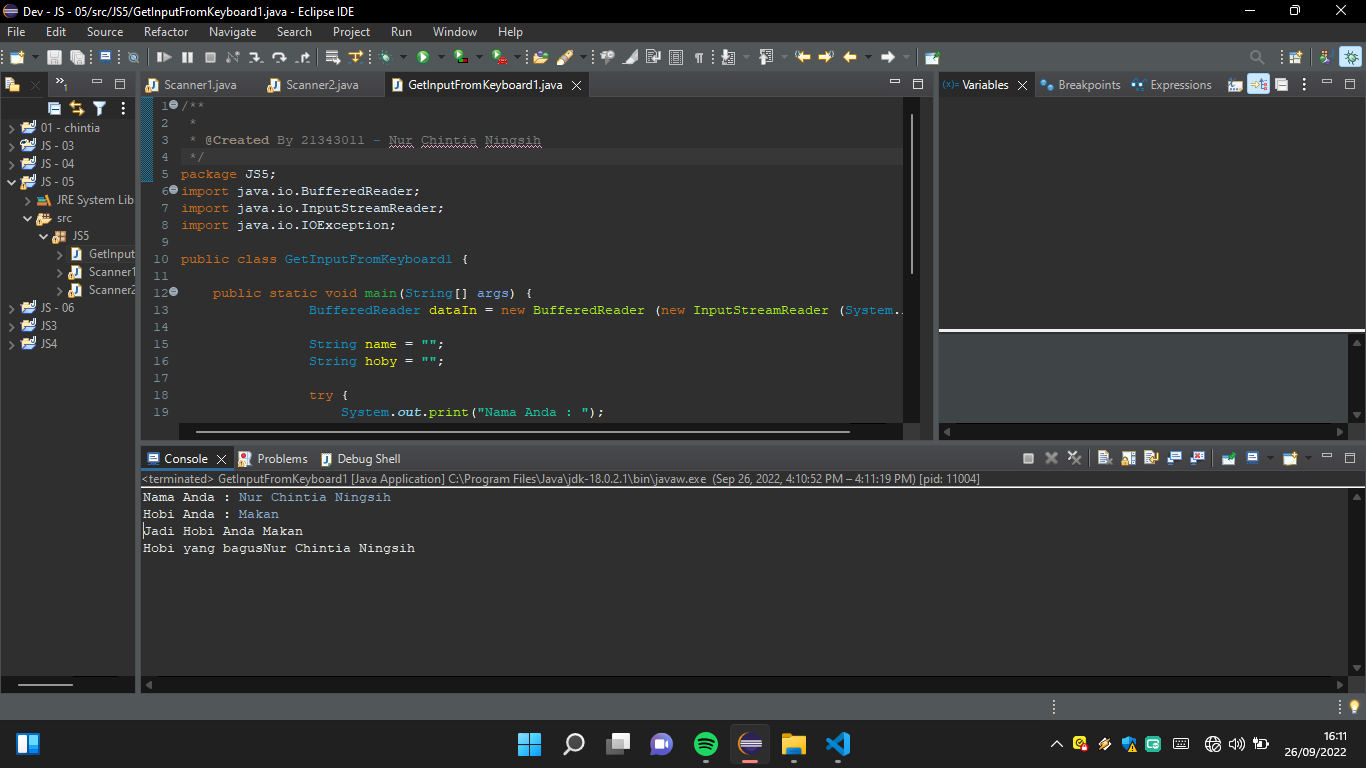 Dev - JS - 05/src/JS5/GetInputFromKeyboard1.java - Eclipse IDE
File Edit Source Refactor Navigate Search Project Run Window Help
Scanner1.java Scanner2.java GetInputFromKeyboard1.java
01 - chintia
JS - 03
JS - 04
JS - 05
JRE System Lib
src
JS5
GetInput
Scanner1
Scanner2
JS - 06
JS3
JS4
1 /**
2 *
3 * @Created By 21343011 - Nur Chintia Ningsih
4 */
5 package JS5;
6 import java.io.BufferedReader;
7 import java.io.InputStreamReader;
8 import java.io.IOException;
9
10 public class GetInputFromKeyboard1 {
11
12 public static void main(String[] args) {
13 BufferedReader dataIn = new BufferedReader (new InputStreamReader (System.
14
15 String name = "";
16 String hoby = "";
17
18 try {
19 System.out.print("Nama Anda : ");
(x)= Variables Breakpoints Expressions
Console Problems Debug Shell
<terminated> GetInputFromKeyboard1 [Java Application] C:\Program Files\Java\jdk-18.0.2.1\bin\javaw.exe (Sep 26, 2022, 4:10:52 PM – 4:11:19 PM) [pid: 11004]
Nama Anda : Nur Chintia Ningsih
Hobi Anda : Makan
Jadi Hobi Anda Makan
Hobi yang bagusNur Chintia Ningsih
16:11
26/09/2022